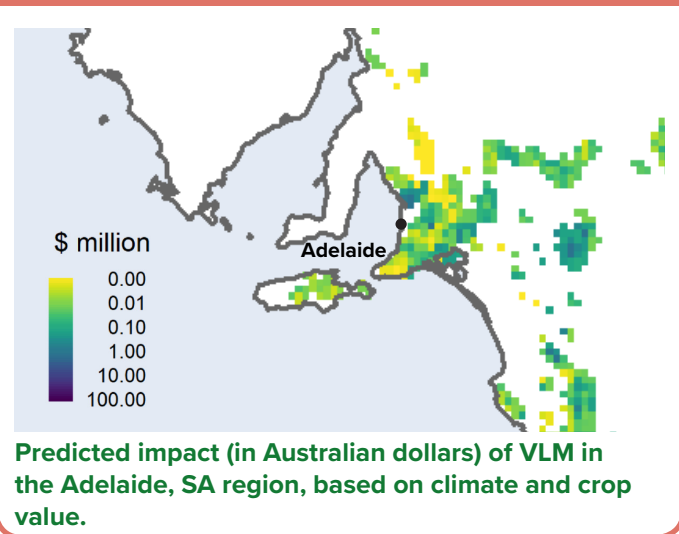 Adelaide
$ million
0.00
0.01
0.10
1.00
10.00
100.00
Predicted impact (in Australian dollars) of VLM in
the Adelaide, SA region, based on climate and crop
value.